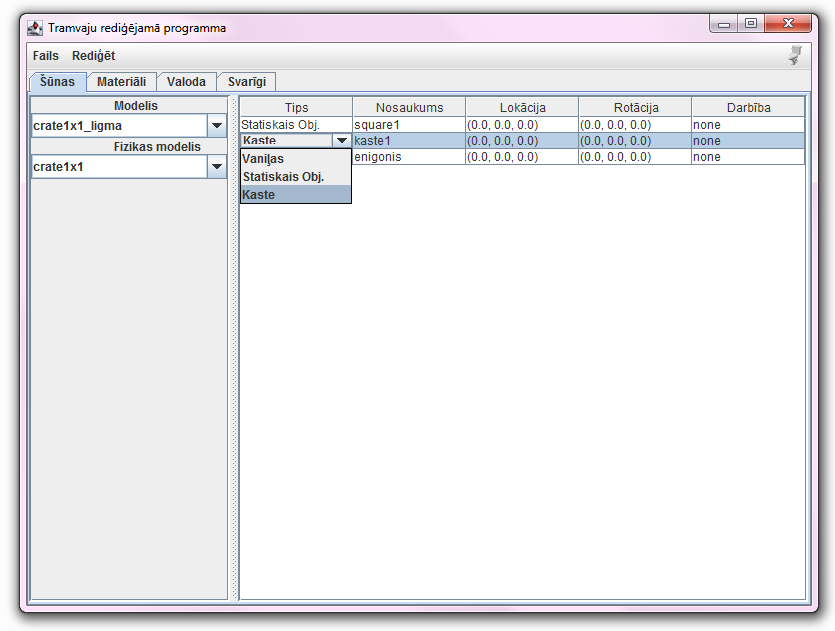 Tramvaju rediģējamā programma
Fails Rediģēt
Šūnas Materiāli Valoda Svarīgi
Modelis
crate1x1_ligma
Fizikas modelis
crate1x1
Tips Nosaukums Lokācija Rotācija Darbība
Statiskais Obj. square1 (0.0, 0.0, 0.0) (0.0, 0.0, 0.0) none
Kaste kaste1 (0.0, 0.0, 0.0) (0.0, 0.0, 0.0) none
enigonis (0.0, 0.0, 0.0) (0.0, 0.0, 0.0) none
Vaniļas
Statiskais Obj.
Kaste